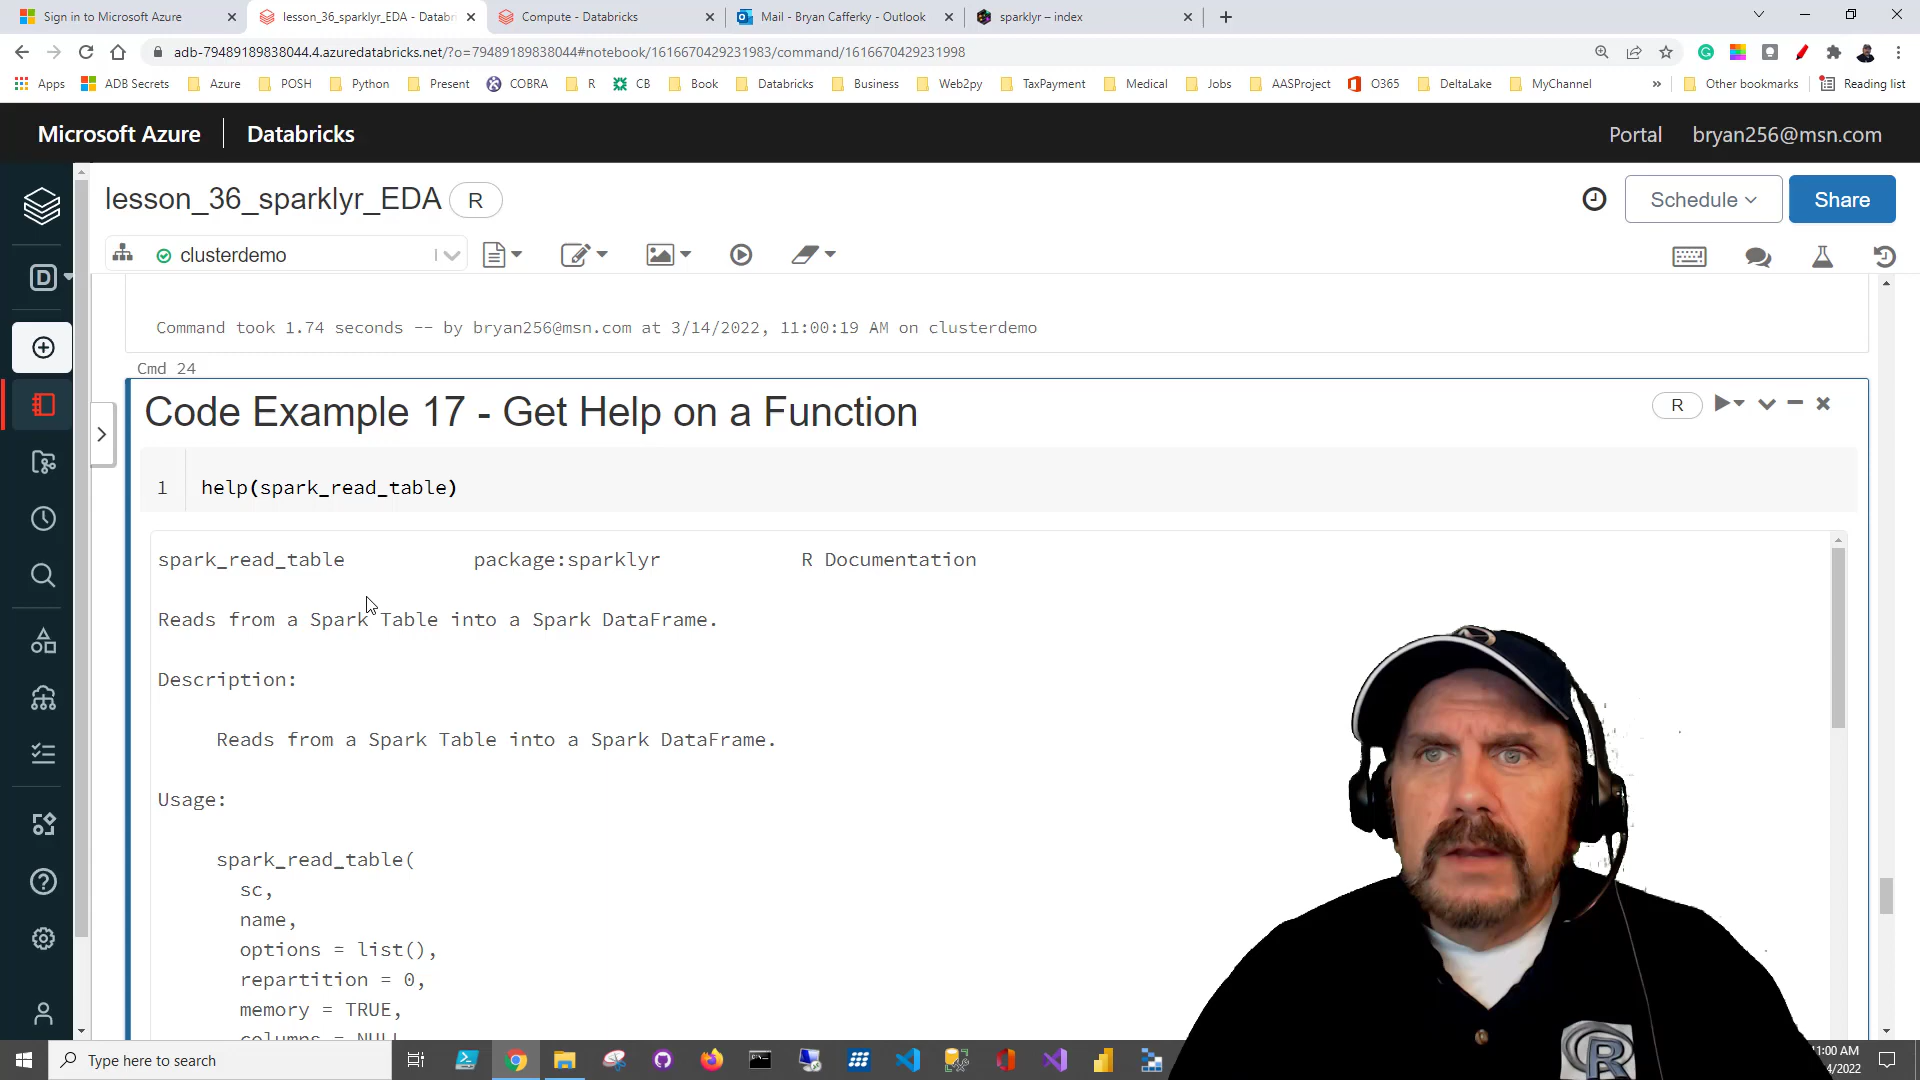 Sign in to Microsoft Azure
lesson_36_sparklyr_EDA - Databr
Compute - Databricks
Mail - Bryan Cafferky - Outlook
sparklyr – index
adb-79489189838044.4.azuredatabricks.net/?o=79489189838044#notebook/1616670429231983/command/1616670429231998
Apps ADB Secrets Azure POSH Python Present COBRA R CB Book Databricks Business Web2py TaxPayment Medical Jobs AASProject O365 DeltaLake MyChannel » Other bookmarks Reading list
Microsoft Azure Databricks Portal bryan256@msn.com
lesson_36_sparklyr_EDA R Schedule Share
D
clusterdemo
Command took 1.74 seconds -- by bryan256@msn.com at 3/14/2022, 11:00:19 AM on clusterdemo
Cmd 24
Code Example 17 - Get Help on a Function R
1 help(spark_read_table)
spark_read_table package:sparklyr R Documentation
Reads from a Spark Table into a Spark DataFrame.
Description:
Reads from a Spark Table into a Spark DataFrame.
Usage:
spark_read_table(
sc,
name,
options = list(),
repartition = 0,
memory = TRUE,
columns = NULL
R
Type here to search